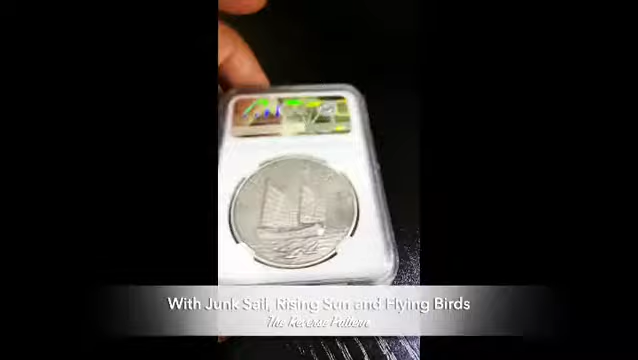 With Junk Sail, Rising Sun and Flying Birds
The Reverse Pattern